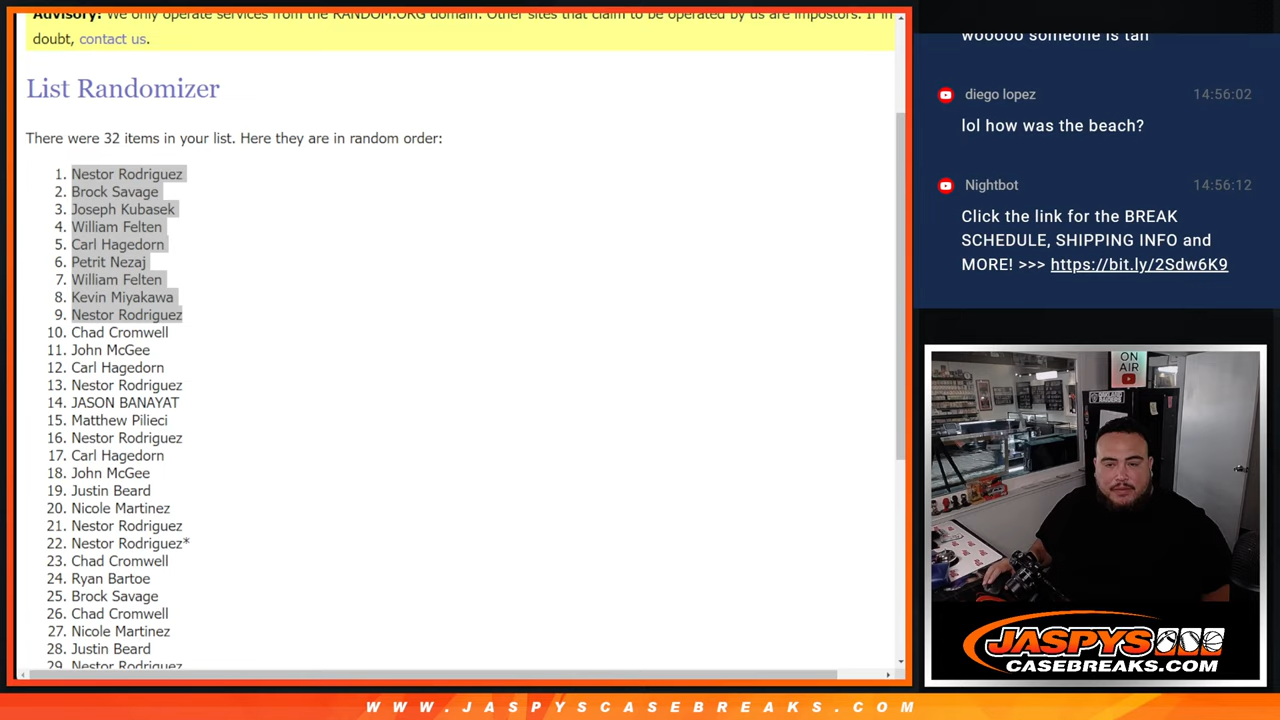 Advisory: We only operate services from the RANDOM.ORG domain. Other sites that claim to be operated by us are impostors. If in
doubt, contact us.
List Randomizer
There were 32 items in your list. Here they are in random order:
1. Nestor Rodriguez
2. Brock Savage
3. Joseph Kubasek
4. William Felten
5. Carl Hagedorn
6. Petrit Nezaj
7. William Felten
8. Kevin Miyakawa
9. Nestor Rodriguez
10. Chad Cromwell
11. John McGee
12. Carl Hagedorn
13. Nestor Rodriguez
14. JASON BANAYAT
15. Matthew Pilieci
16. Nestor Rodriguez
17. Carl Hagedorn
18. John McGee
19. Justin Beard
20. Nicole Martinez
21. Nestor Rodriguez
22. Nestor Rodriguez*
23. Chad Cromwell
24. Ryan Bartoe
25. Brock Savage
26. Chad Cromwell
27. Nicole Martinez
28. Justin Beard
29. Nestor Rodriguez
wooooo someone is tan
diego lopez 14:56:02
lol how was the beach?
Nightbot 14:56:12
Click the link for the BREAK
SCHEDULE, SHIPPING INFO and
MORE! >>> https://bit.ly/2Sdw6K9
ON
AIR
JASPYS
CASEBREAKS.COM
WWW.JASPYSCASEBREAKS.COM